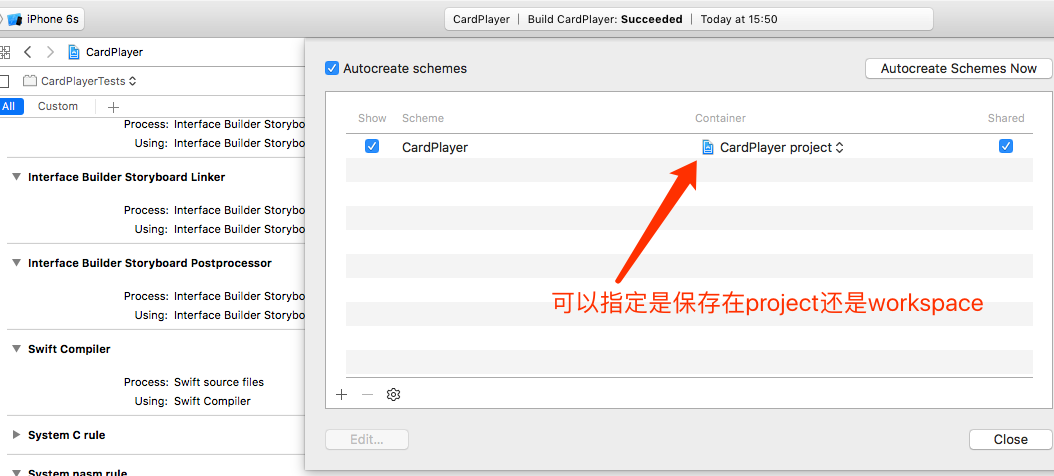 iPhone 6s
CardPlayer | Build CardPlayer: Succeeded | Today at 15:50
CardPlayer
CardPlayerTests
All Custom
Process: Interface Builder Storybo
Using: Interface Builder Storybo
Interface Builder Storyboard Linker
Process: Interface Builder Storybo
Using: Interface Builder Storybo
Interface Builder Storyboard Postprocessor
Process: Interface Builder Storybo
Using: Interface Builder Storybo
Swift Compiler
Process: Swift source files
Using: Swift Compiler
System C rule
System nasm rule
Autocreate schemes
Autocreate Schemes Now
Show Scheme Container Shared
CardPlayer CardPlayer project
可以指定是保存在project还是workspace
Edit...
Close